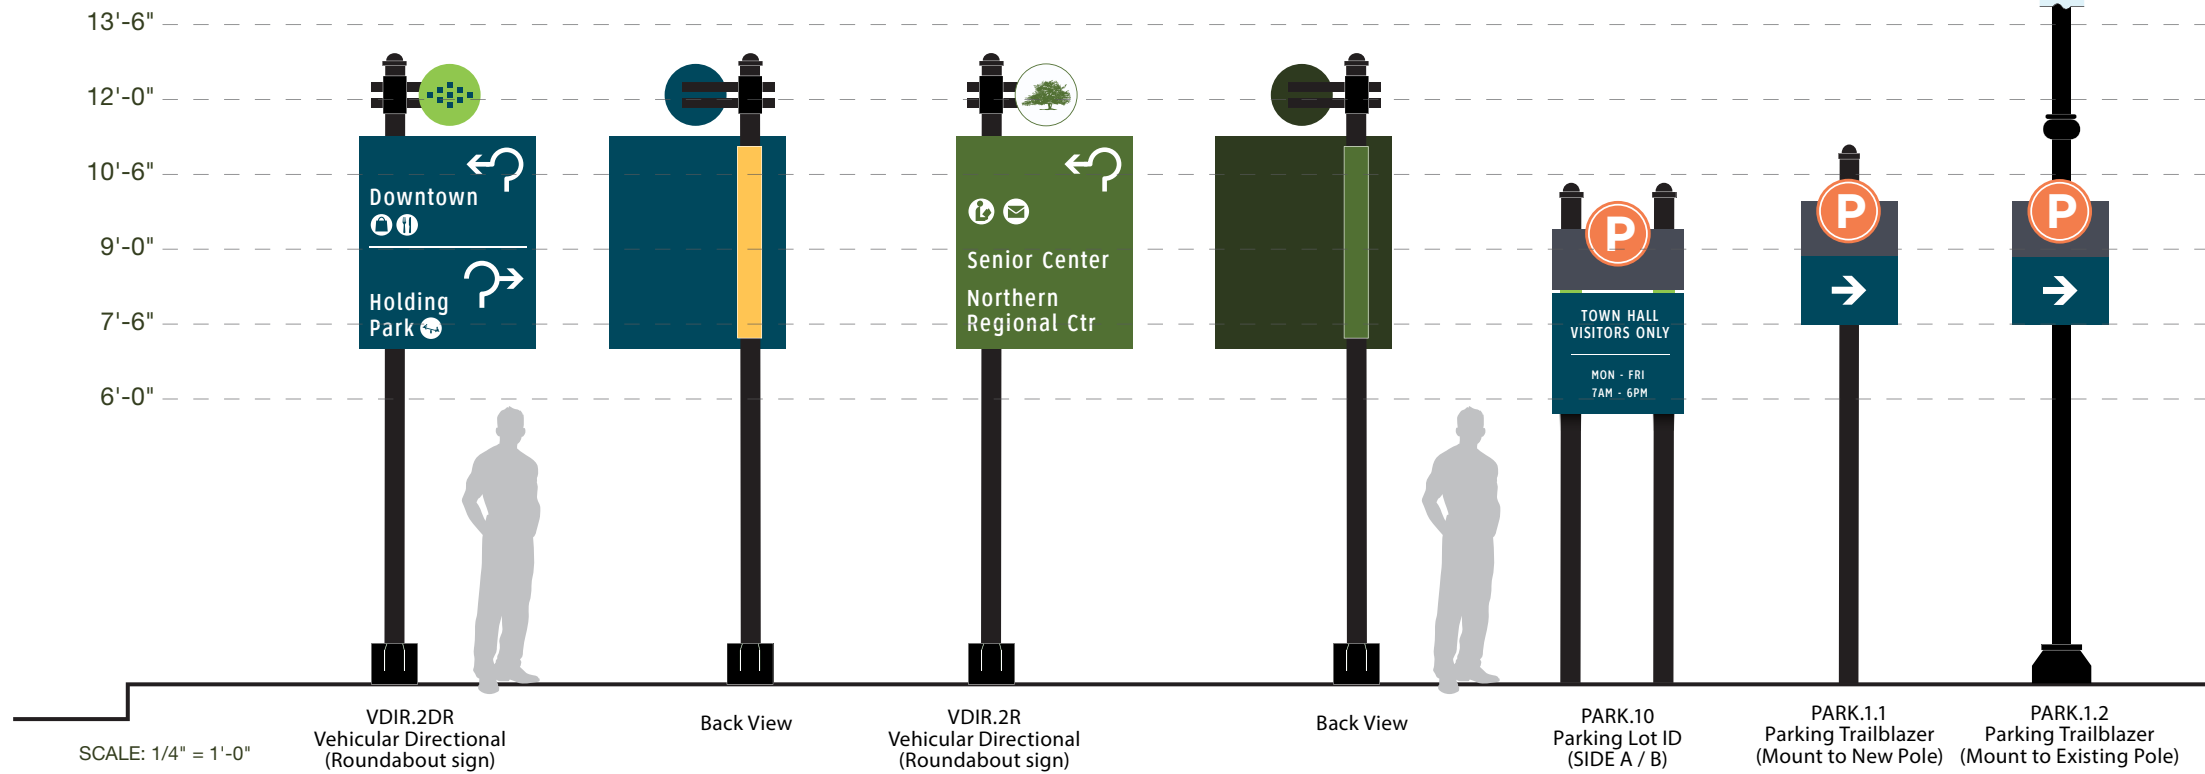 13'-6"
12'-0"
10'-6"
9'-0"
7'-6"
6'-0"
Downtown
Holding
Park
Senior Center
Northern
Regional Ctr
P
TOWN HALL
VISITORS ONLY
MON - FRI
7AM - 6PM
P
P
VDIR.2DR
Vehicular Directional
(Roundabout sign)
Back View
VDIR.2R
Vehicular Directional
(Roundabout sign)
Back View
PARK.10
Parking Lot ID
(SIDE A / B)
PARK.1.1
Parking Trailblazer
(Mount to New Pole)
PARK.1.2
Parking Trailblazer
(Mount to Existing Pole)
SCALE: 1/4" = 1'-0"